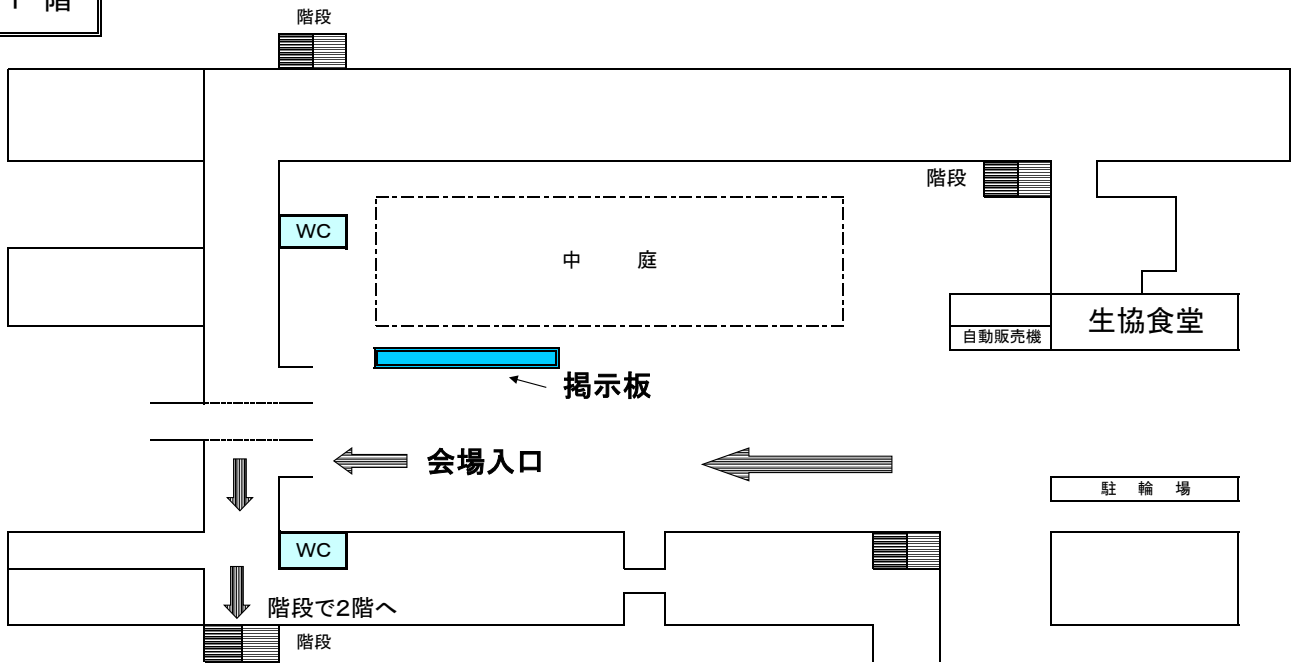 1 階
階段
階段
WC
中 庭
自動販売機
生協食堂
掲示板
会場入口
駐 輪 場
WC
階段で2階へ
階段